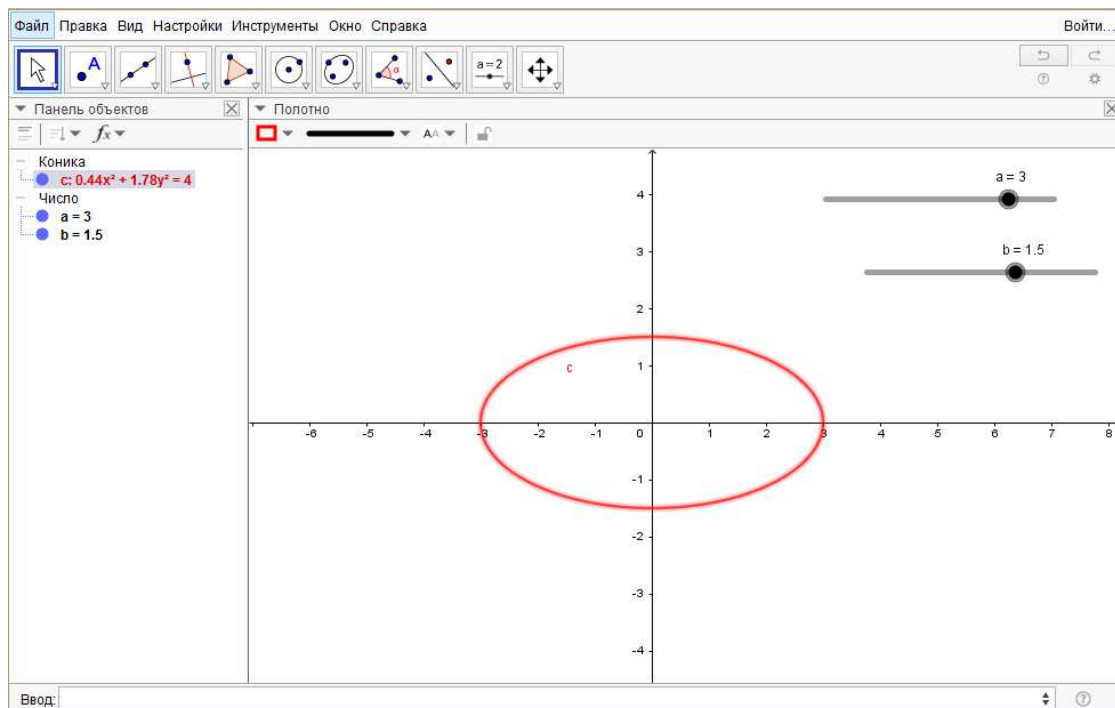 Файл Правка Вид Настройки Инструменты Окно Справка Войти...
A α a=2
Панель объектов
Полотно
fx AA
Коника
c: 0.44x² + 1.78y² = 4
Число
a = 3
b = 1.5
a = 3
b = 1.5
4
3
2
1
c
-6 -5 -4 -3 -2 -1 0 1 2 3 4 5 6 7 8
-1
-2
-3
-4
Ввод: